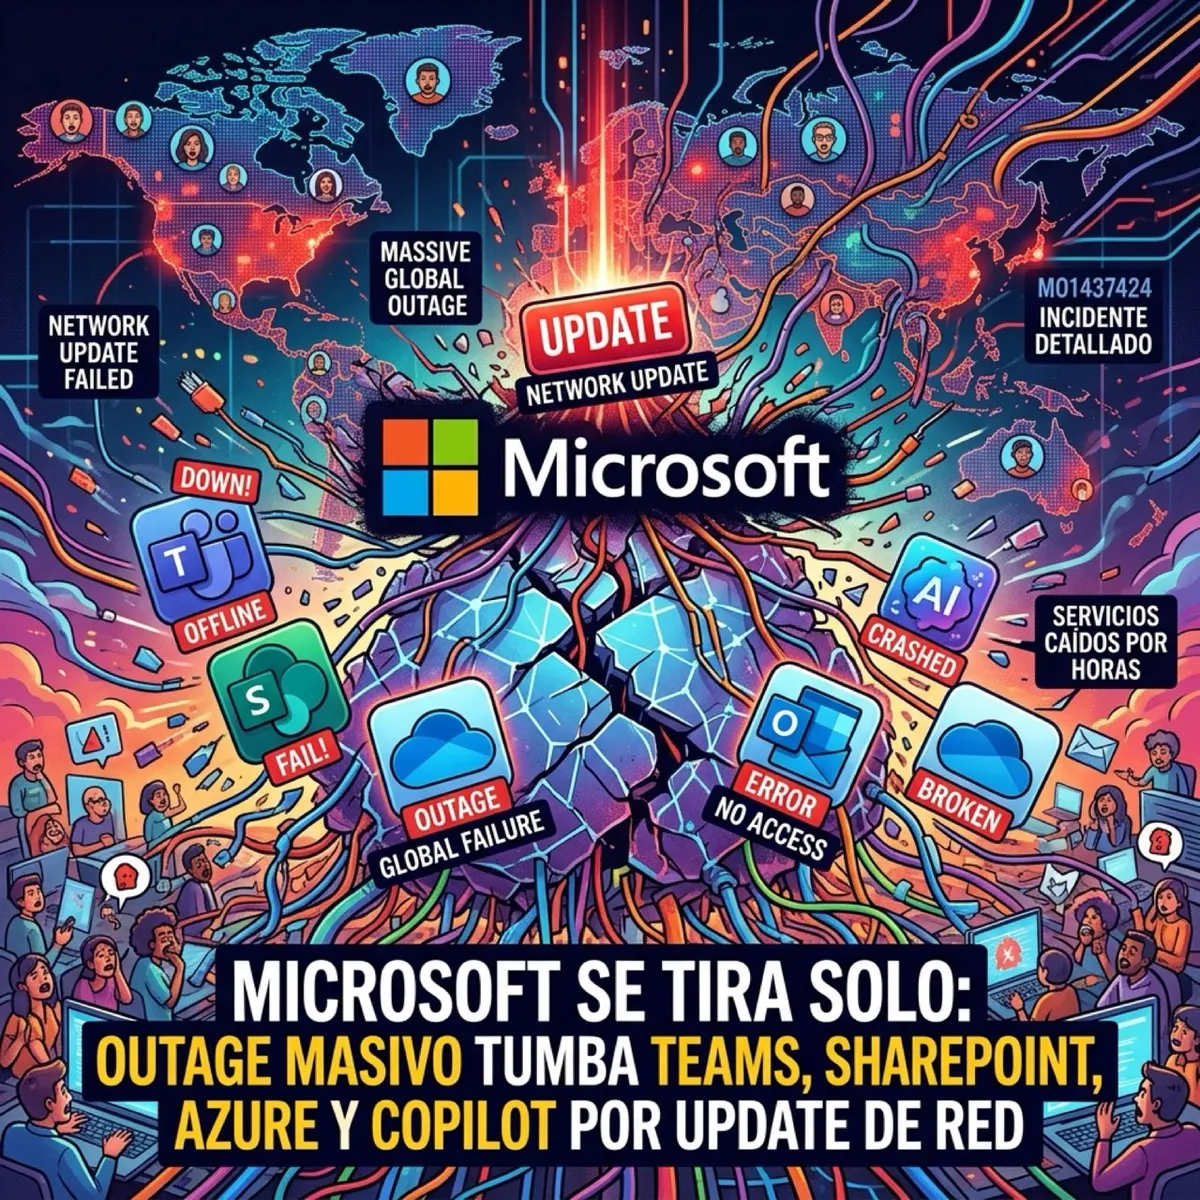 MASSIVE
GLOBAL
OUTAGE
M01437424
INCIDENTE
DETALLADO
NETWORK
UPDATE
FAILED
UPDATE
NETWORK UPDATE
Microsoft
DOWN!
T
OFFLINE
AI
CRASHED
SERVICIOS
CAÍDOS POR
HORAS
S
FAIL!
OUTAGE
GLOBAL FAILURE
O
ERROR
NO ACCESS
BROKEN
MICROSOFT SE TIRA SOLO:
OUTAGE MASIVO TUMBA TEAMS, SHAREPOINT,
AZURE Y COPILOT POR UPDATE DE RED